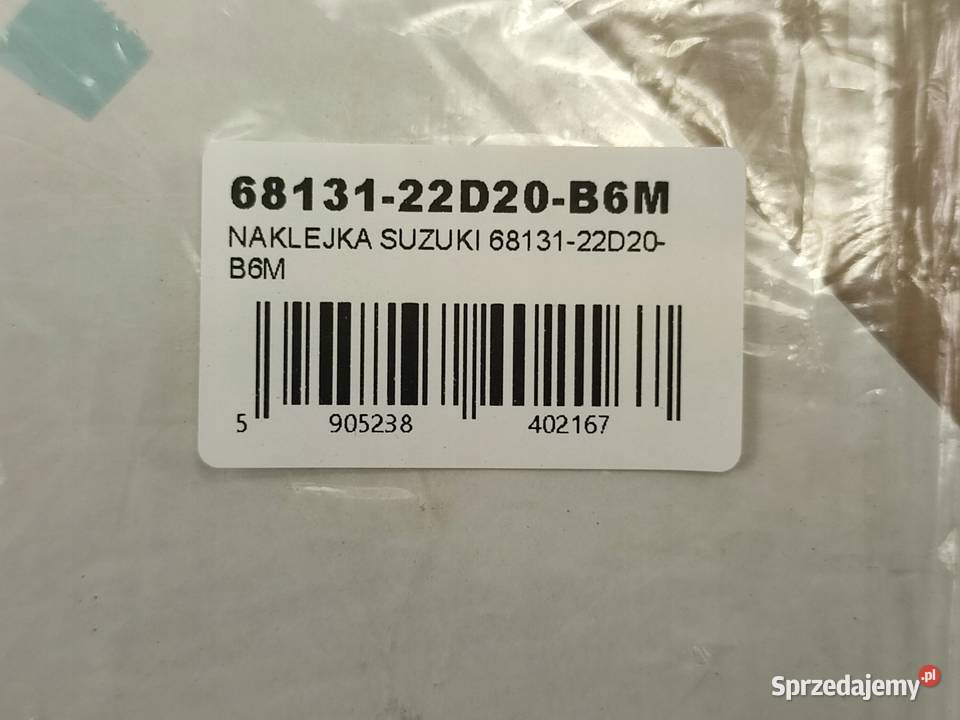 68131-22D20-B6M
NAKLEJKA SUZUKI 68131-22D20-
B6M
5 905238 402167
Sprzedajemy.pl